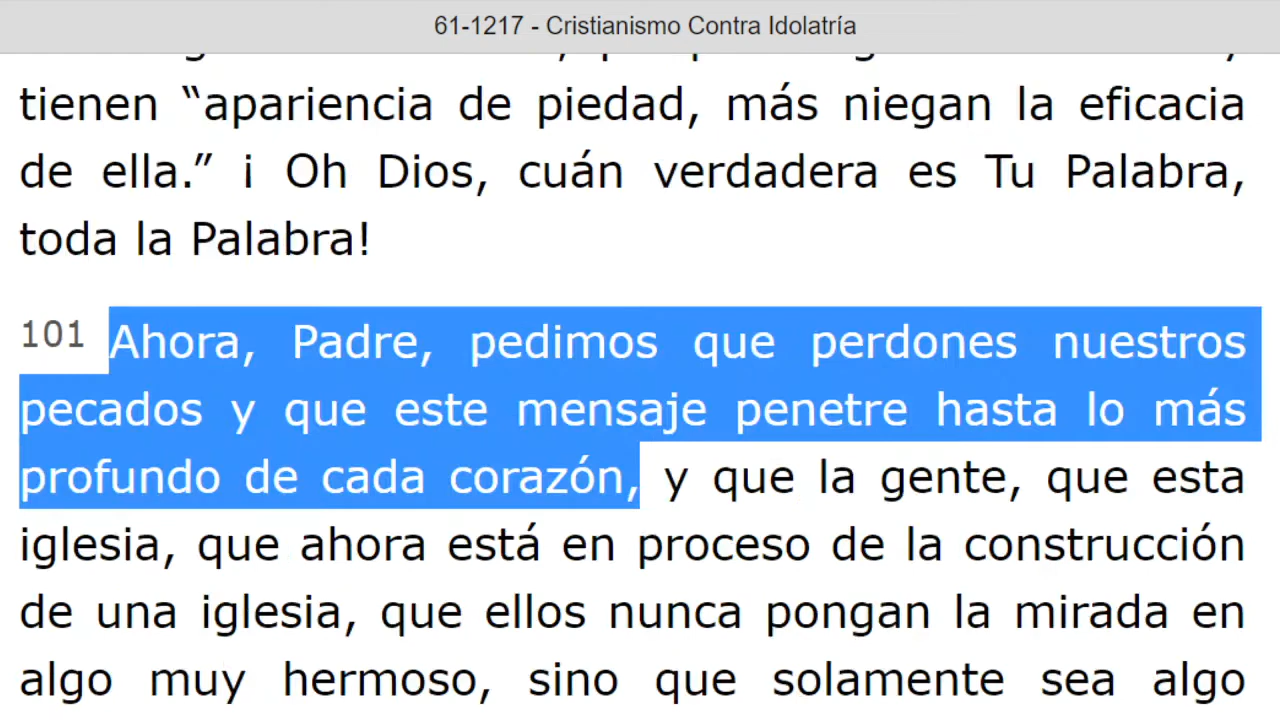 61-1217 - Cristianismo Contra Idolatría
tienen “apariencia de piedad, más niegan la eficacia
de ella.” ¡ Oh Dios, cuán verdadera es Tu Palabra,
toda la Palabra!
101 Ahora, Padre, pedimos que perdones nuestros
pecados y que este mensaje penetre hasta lo más
profundo de cada corazón, y que la gente, que esta
iglesia, que ahora está en proceso de la construcción
de una iglesia, que ellos nunca pongan la mirada en
algo muy hermoso, sino que solamente sea algo